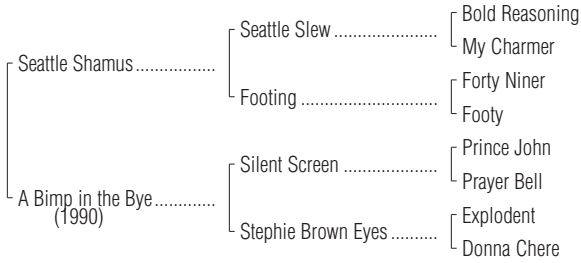 Bold Reasoning
Seattle Slew ........................
My Charmer
Seattle Shamus ................
Forty Niner
Footing ................................
Footy
Prince John
Silent Screen ......................
Prayer Bell
A Bimp in the Bye .............
(1990)
Explodent
Stephie Brown Eyes ..........
Donna Chere